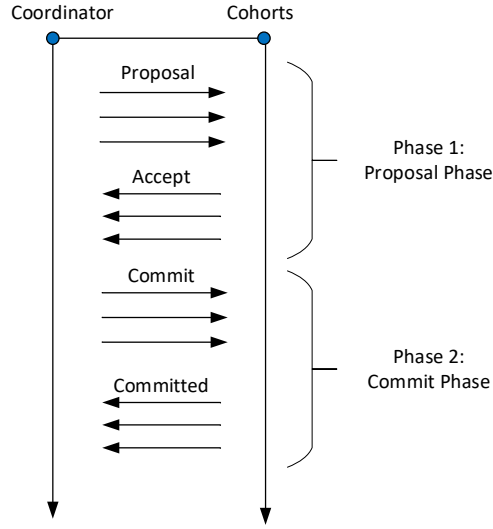 Coordinator
Cohorts
Proposal
Accept
Phase 1:
Proposal Phase
Commit
Committed
Phase 2:
Commit Phase